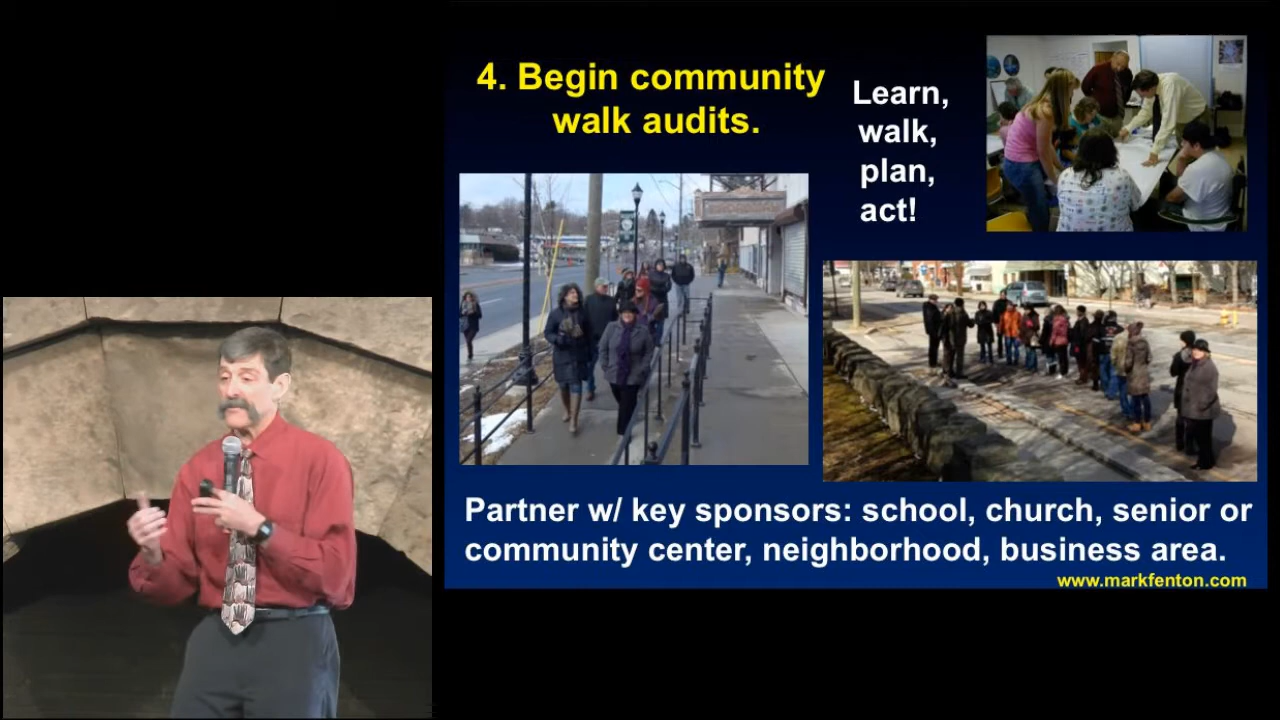 4. Begin community
walk audits.
Learn,
walk,
plan,
act!
Partner w/ key sponsors: school, church, senior or
community center, neighborhood, business area.
www.markfenton.com